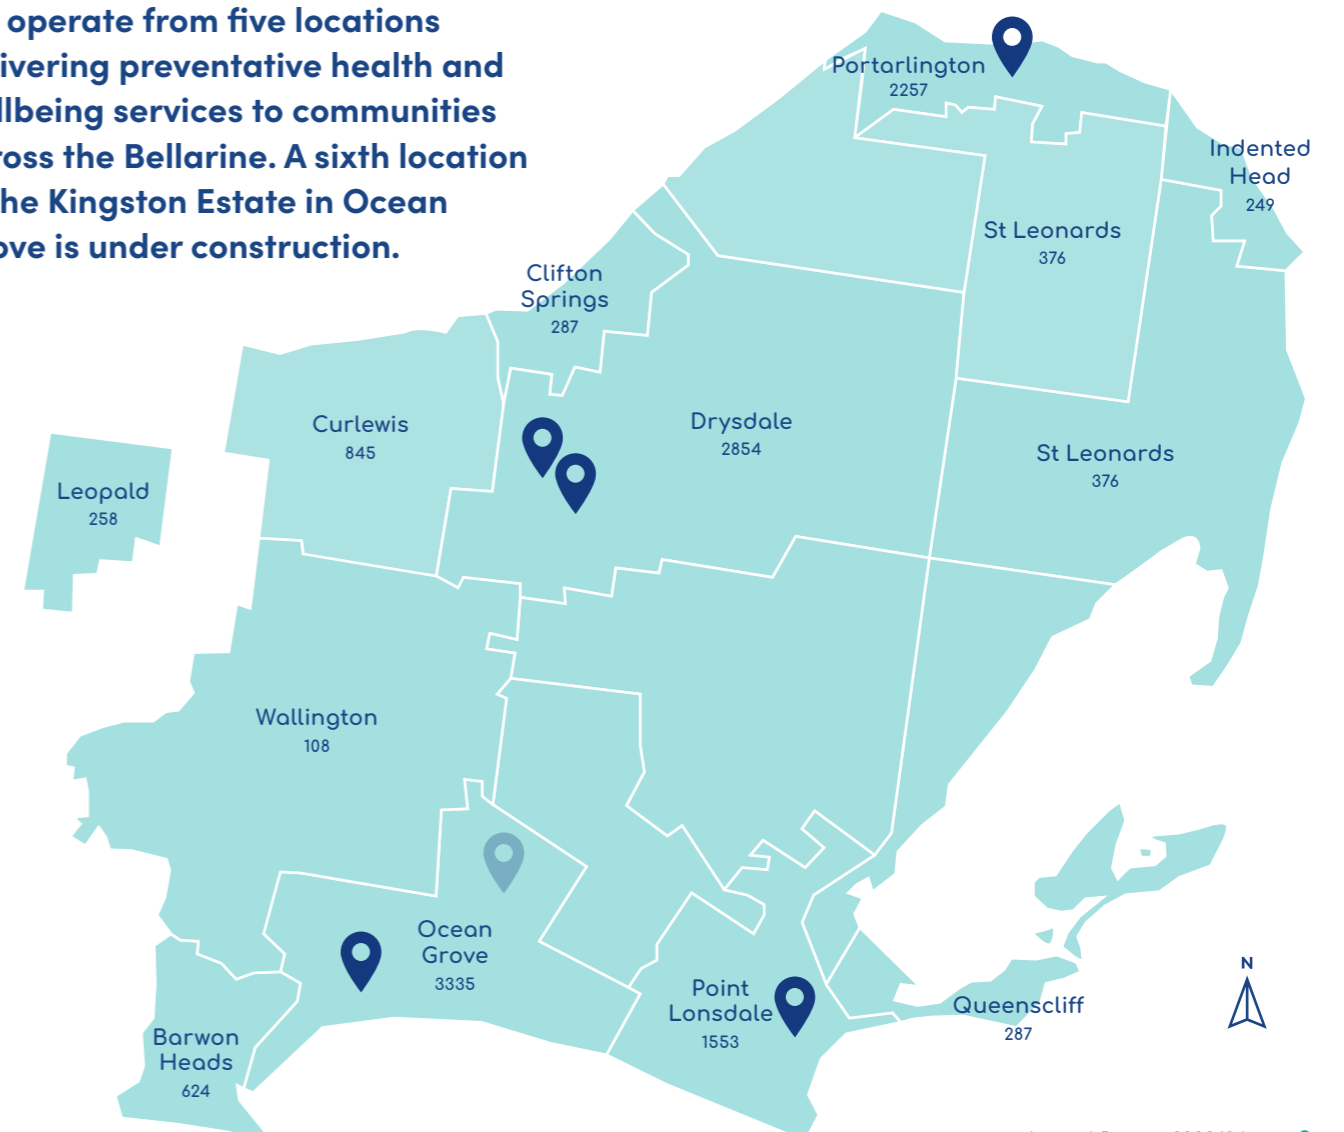 operate from five locations
ivering preventative health and
llbeing services to communities
ross the Bellarine. A sixth location
he Kingston Estate in Ocean
ove is under construction.
Portarlington
2257
Indented
Head
249
St Leonards
376
Clifton
Springs
287
Curlewis
845
Drysdale
2854
St Leonards
376
Leopald
258
Wallington
108
Ocean
Grove
3335
Point
Lonsdale
1553
Queenscliff
287
Barwon
Heads
624
N